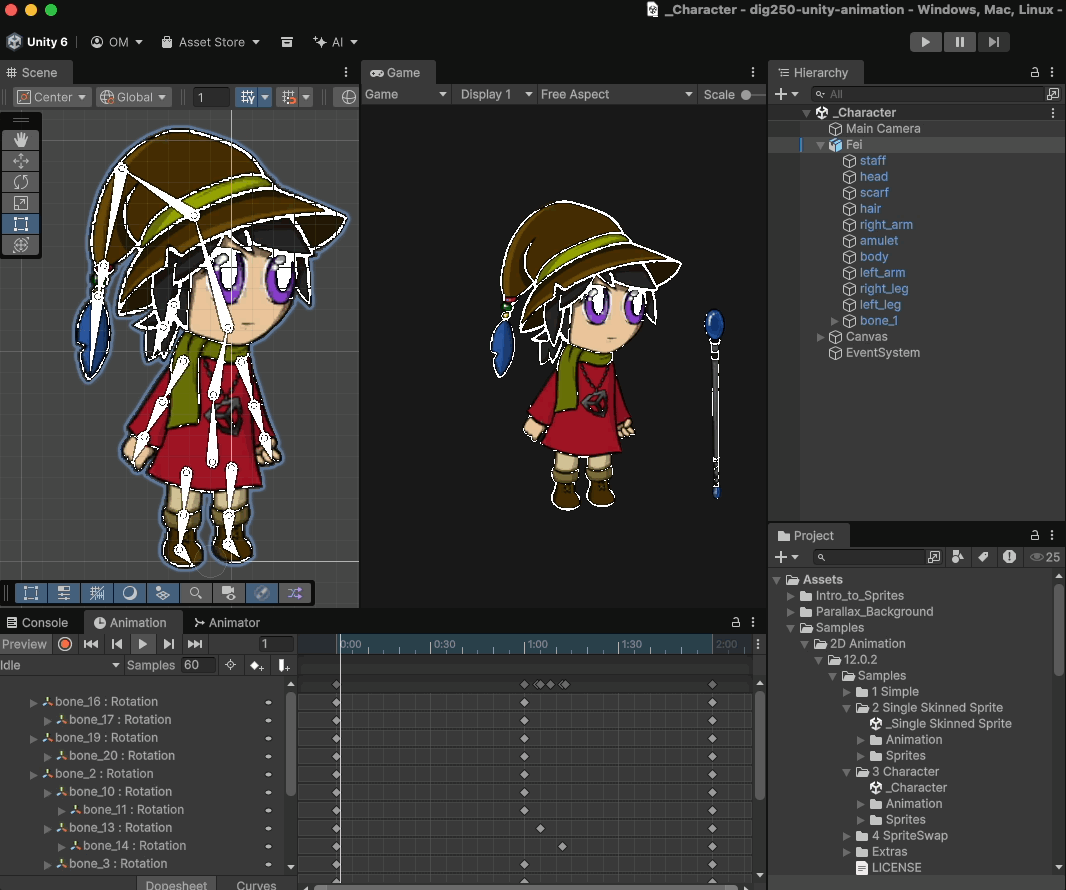 _Character - dig250-unity-animation - Windows, Mac, Linux -
Unity 6 OM Asset Store AI
Scene
Center Global 1
Game
Game Display 1 Free Aspect Scale
Hierarchy
All
_Character
Main Camera
Fei
staff
head
scarf
hair
right_arm
amulet
body
left_arm
right_leg
left_leg
bone_1
Canvas
EventSystem
Project
25
Assets
Intro_to_Sprites
Parallax_Background
Samples
2D Animation
12.0.2
Samples
1 Simple
2 Single Skinned Sprite
_Single Skinned Sprite
Animation
Sprites
3 Character
_Character
Animation
Sprites
4 SpriteSwap
Extras
LICENSE
Console Animation Animator
Preview 1 0:00 0:30 1:00 1:30 2:00
Idle Samples 60
bone_16 : Rotation
bone_17 : Rotation
bone_19 : Rotation
bone_20 : Rotation
bone_2 : Rotation
bone_10 : Rotation
bone_11 : Rotation
bone_13 : Rotation
bone_14 : Rotation
bone_3 : Rotation
Dopesheet Curves